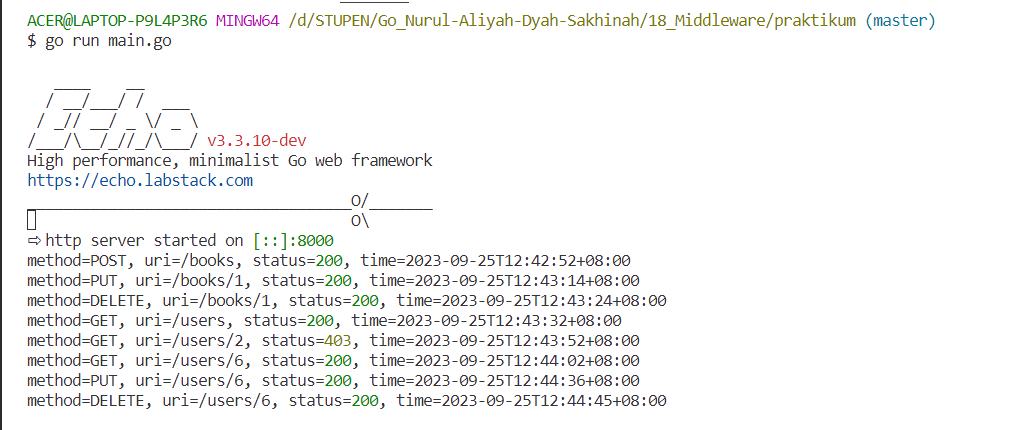 ACER@LAPTOP-P9L4P3R6 MINGW64 /d/STUPEN/Go_Nurul-Aliyah-Dyah-Sakhinah/18_Middleware/praktikum (master)
$ go run main.go
   ____    __
  / __/___/ /  ___
 / _// __/ _ \/ _ \
/___/\__/_//_/\___/ v3.3.10-dev
High performance, minimalist Go web framework
https://echo.labstack.com
____________________________________O/_______
                                    O\
⇨ http server started on [::]:8000
method=POST, uri=/books, status=200, time=2023-09-25T12:42:52+08:00
method=PUT, uri=/books/1, status=200, time=2023-09-25T12:43:14+08:00
method=DELETE, uri=/books/1, status=200, time=2023-09-25T12:43:24+08:00
method=GET, uri=/users, status=200, time=2023-09-25T12:43:32+08:00
method=GET, uri=/users/2, status=403, time=2023-09-25T12:43:52+08:00
method=GET, uri=/users/6, status=200, time=2023-09-25T12:44:02+08:00
method=PUT, uri=/users/6, status=200, time=2023-09-25T12:44:36+08:00
method=DELETE, uri=/users/6, status=200, time=2023-09-25T12:44:45+08:00